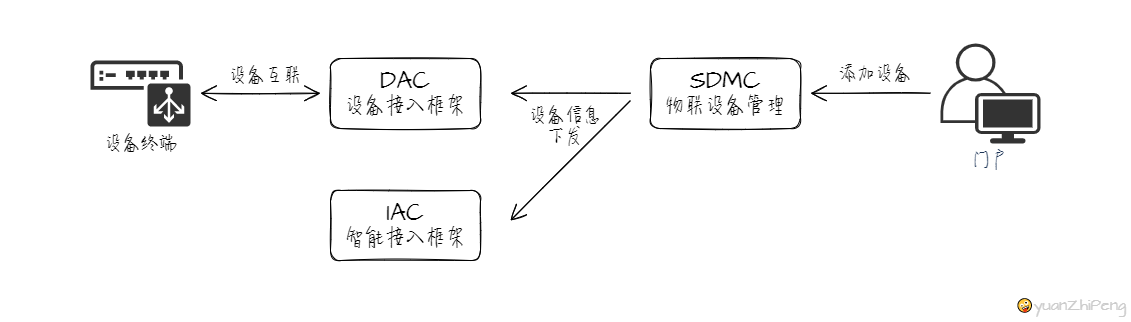 设备终端
设备互联
DAC
设备接入框架
IAC
智能接入框架
设备信息
下发
SDMC
物联设备管理
添加设备
门户
yuanZhiPeng